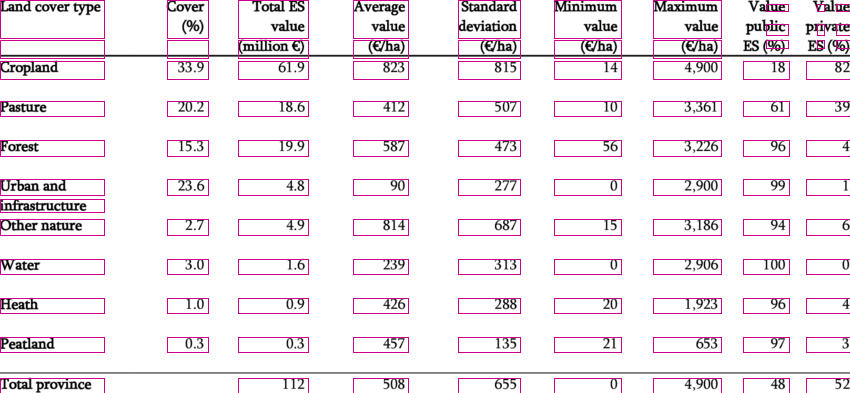 Land cover type Cover Total ES Average Standard Minimum Maximum Value Value
(%) value value deviation value value public private
(million €) (€/ha) (€/ha) (€/ha) (€/ha) ES (%) ES (%)
Cropland 33.9 61.9 823 815 14 4,900 18 82
Pasture 20.2 18.6 412 507 10 3,361 61 39
Forest 15.3 19.9 587 473 56 3,226 96 4
Urban and 23.6 4.8 90 277 0 2,900 99 1
infrastructure
Other nature 2.7 4.9 814 687 15 3,186 94 6
Water 3.0 1.6 239 313 0 2,906 100 0
Heath 1.0 0.9 426 288 20 1,923 96 4
Peatland 0.3 0.3 457 135 21 653 97 3
Total province 112 508 655 0 4,900 48 52